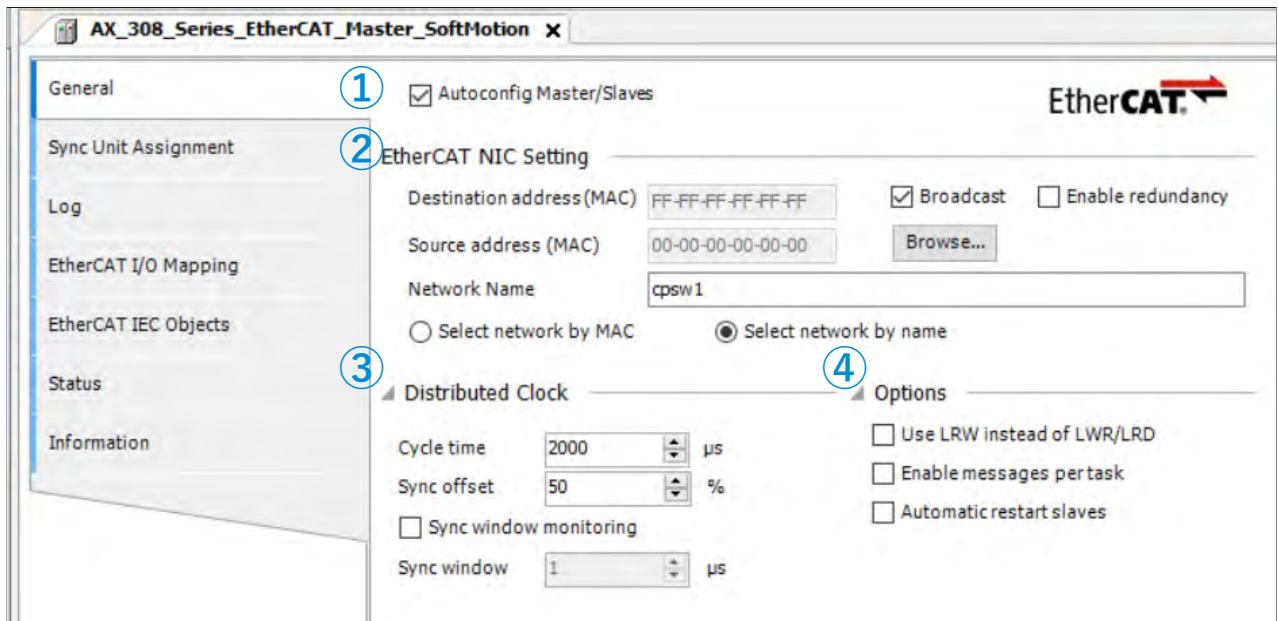 AX_308_Series_EtherCAT_Master_SoftMotion
General
Sync Unit Assignment
Log
EtherCAT I/O Mapping
EtherCAT IEC Objects
Status
Information
① Autoconfig Master/Slaves
EtherCAT.
② EtherCAT NIC Setting
Destination address (MAC) FF-FF-FF-FF-FF-FF Broadcast Enable redundancy
Source address (MAC) 00-00-00-00-00-00 Browse...
Network Name cpsw1
Select network by MAC Select network by name
③ Distributed Clock
Cycle time 2000 µs
Sync offset 50 %
Sync window monitoring
Sync window 1 µs
④ Options
Use LRW instead of LWR/LRD
Enable messages per task
Automatic restart slaves